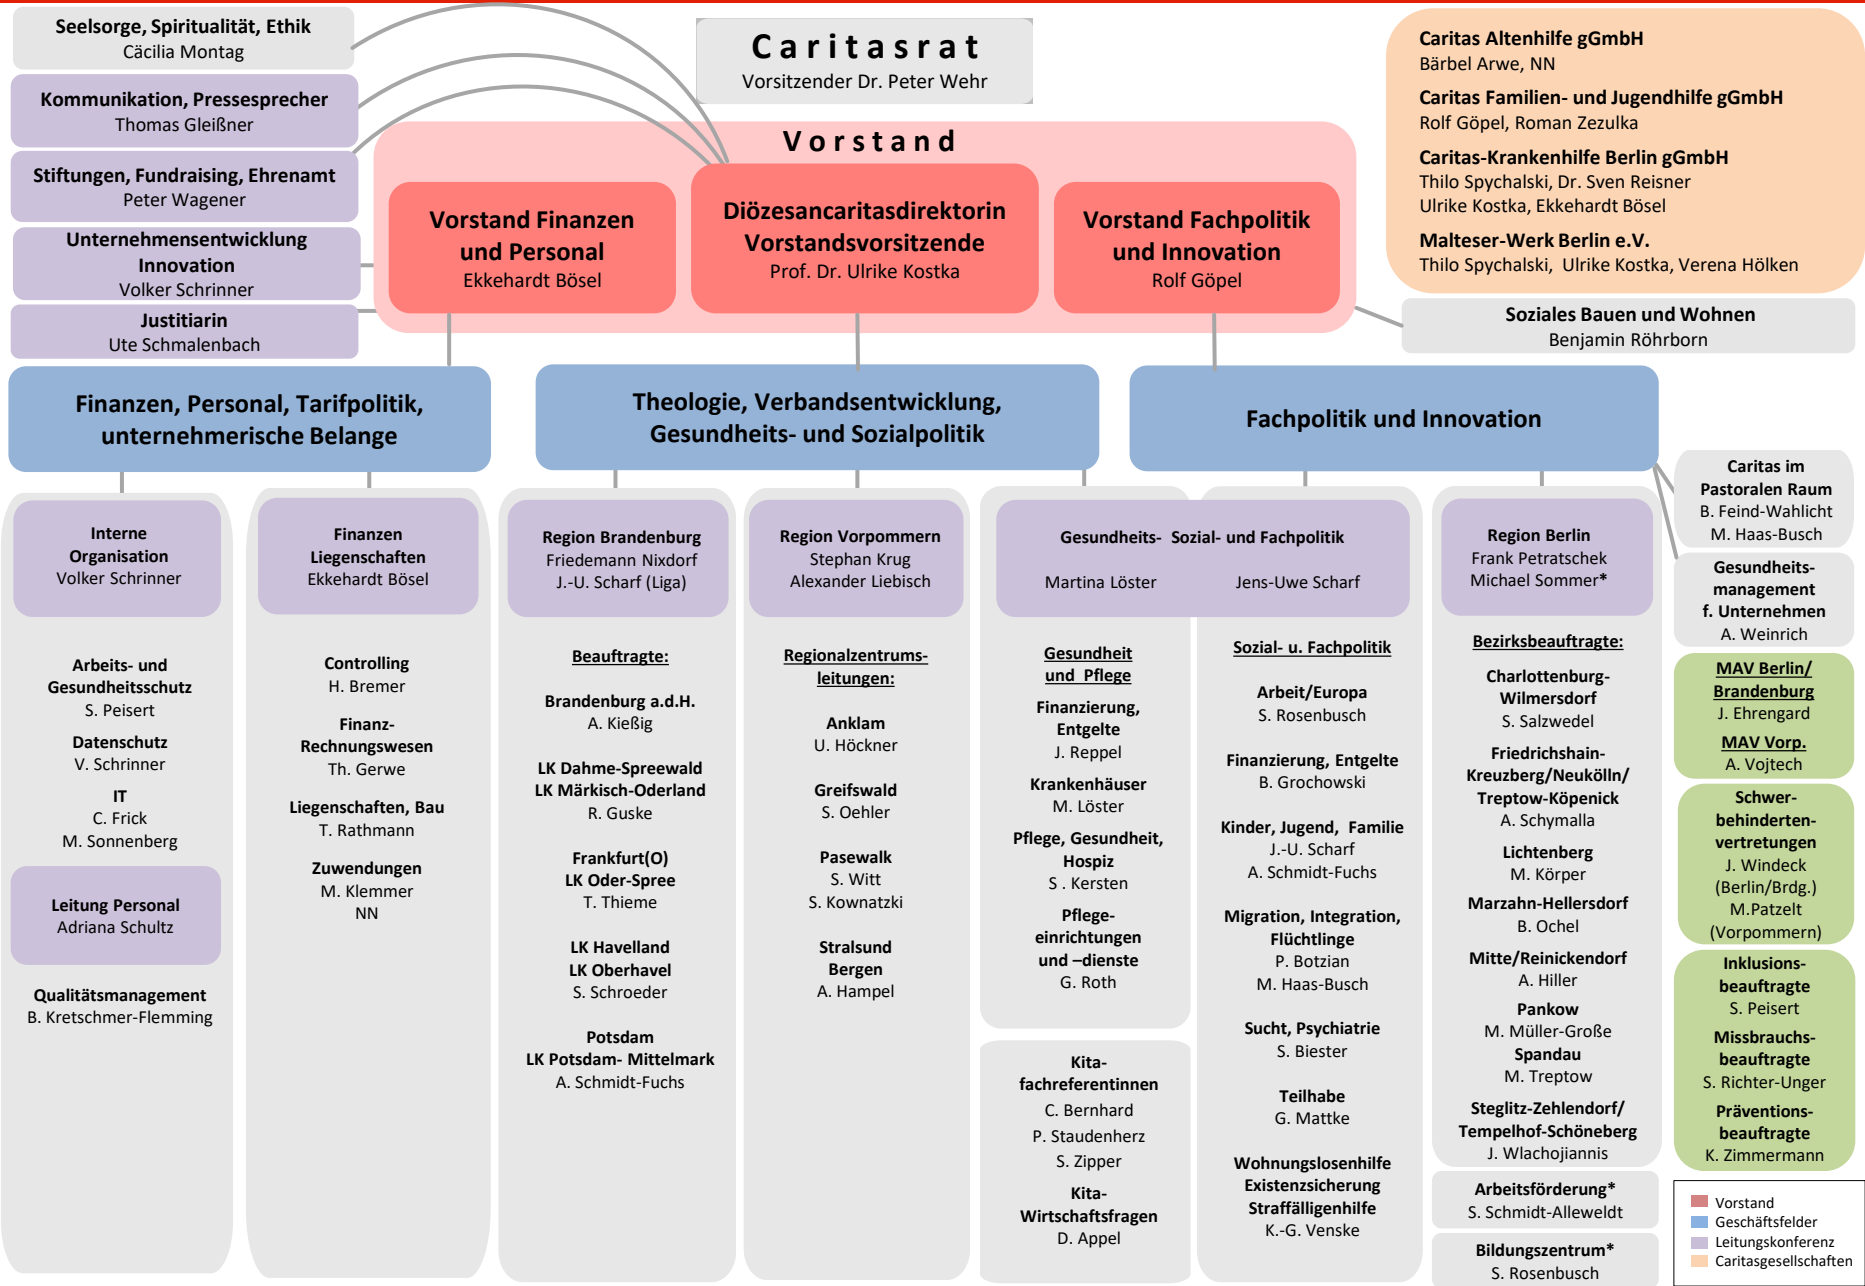 Seelsorge, Spiritualität, Ethik
Cäcilia Montag
Kommunikation, Pressesprecher
Thomas Gleißner
Stiftungen, Fundraising, Ehrenamt
Peter Wagener
Unternehmensentwicklung
Innovation
Volker Schrinner
Justitiarin
Ute Schmalenbach
Caritasrat
Vorsitzender Dr. Peter Wehr
Vorstand
Vorstand Finanzen
und Personal
Ekkehardt Bösel
Diözesancaritasdirektorin
Vorstandsvorsitzende
Prof. Dr. Ulrike Kostka
Vorstand Fachpolitik
und Innovation
Rolf Göpel
Caritas Altenhilfe gGmbH
Bärbel Arwe, NN
Caritas Familien- und Jugendhilfe gGmbH
Rolf Göpel, Roman Zezulka
Caritas-Krankenhilfe Berlin gGmbH
Thilo Spychalski, Dr. Sven Reisner
Ulrike Kostka, Ekkehardt Bösel
Malteser-Werk Berlin e.V.
Thilo Spychalski, Ulrike Kostka, Verena Hölken
Soziales Bauen und Wohnen
Benjamin Röhrborn
Finanzen, Personal, Tarifpolitik,
unternehmerische Belange
Theologie, Verbandsentwicklung,
Gesundheits- und Sozialpolitik
Fachpolitik und Innovation
Interne
Organisation
Volker Schrinner
Arbeits- und
Gesundheitsschutz
S. Peisert
Datenschutz
V. Schrinner
IT
C. Frick
M. Sonnenberg
Leitung Personal
Adriana Schultz
Qualitätsmanagement
B. Kretschmer-Flemming
Finanzen
Liegenschaften
Ekkehardt Bösel
Controlling
H. Bremer
Finanz-
Rechnungswesen
Th. Gerwe
Liegenschaften, Bau
T. Rathmann
Zuwendungen
M. Klemmer
NN
Region Brandenburg
Friedemann Nixdorf
J.-U. Scharf (Liga)
Beauftragte:
Brandenburg a.d.H.
A. Kießig
LK Dahme-Spreewald
LK Märkisch-Oderland
R. Guske
Frankfurt(O)
LK Oder-Spree
T. Thieme
LK Havelland
LK Oberhavel
S. Schroeder
Potsdam
LK Potsdam- Mittelmark
A. Schmidt-Fuchs
Region Vorpommern
Stephan Krug
Alexander Liebisch
Regionalzentrums-
leitungen:
Anklam
U. Höckner
Greifswald
S. Oehler
Pasewalk
S. Witt
S. Kownatzki
Stralsund
Bergen
A. Hampel
Gesundheits- Sozial- und Fachpolitik
Martina Löster
Jens-Uwe Scharf
Gesundheit
und Pflege
Finanzierung,
Entgelte
J. Reppel
Krankenhäuser
M. Löster
Pflege, Gesundheit,
Hospiz
S . Kersten
Pflege-
einrichtungen
und –dienste
G. Roth
Kita-
fachreferentinnen
C. Bernhard
P. Staudenherz
S. Zipper
Kita-
Wirtschaftsfragen
D. Appel
Sozial- u. Fachpolitik
Arbeit/Europa
S. Rosenbusch
Finanzierung, Entgelte
B. Grochowski
Kinder, Jugend, Familie
J.-U. Scharf
A. Schmidt-Fuchs
Migration, Integration,
Flüchtlinge
P. Botzian
M. Haas-Busch
Sucht, Psychiatrie
S. Biester
Teilhabe
G. Mattke
Wohnungslosenhilfe
Existenzsicherung
Straffälligenhilfe
K.-G. Venske
Region Berlin
Frank Petratschek
Michael Sommer*
Bezirksbeauftragte:
Charlottenburg-
Wilmersdorf
S. Salzwedel
Friedrichshain-
Kreuzberg/Neukölln/
Treptow-Köpenick
A. Schymalla
Lichtenberg
M. Körper
Marzahn-Hellersdorf
B. Ochel
Mitte/Reinickendorf
A. Hiller
Pankow
M. Müller-Große
Spandau
M. Treptow
Steglitz-Zehlendorf/
Tempelhof-Schöneberg
J. Wlachojiannis
Arbeitsförderung*
S. Schmidt-Alleweldt
Bildungszentrum*
S. Rosenbusch
Caritas im
Pastoralen Raum
B. Feind-Wahlicht
M. Haas-Busch
Gesundheits-
management
f. Unternehmen
A. Weinrich
MAV Berlin/
Brandenburg
J. Ehrengard
MAV Vorp.
A. Vojtech
Schwer-
behinderten-
vertretungen
J. Windeck
(Berlin/Brdg.)
M.Patzelt
(Vorpommern)
Inklusions-
beauftragte
S. Peisert
Missbrauchs-
beauftragte
S. Richter-Unger
Präventions-
beauftragte
K. Zimmermann
Vorstand
Geschäftsfelder
Leitungskonferenz
Caritasgesellschaften